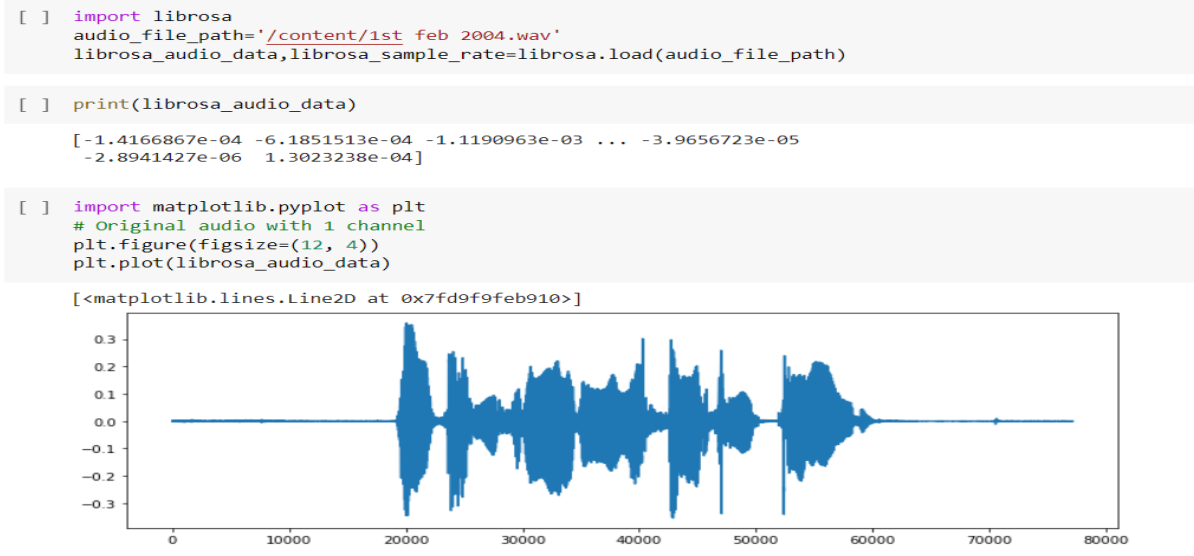 [ ] import librosa
audio_file_path='/content/1st feb 2004.wav'
librosa_audio_data,librosa_sample_rate=librosa.load(audio_file_path)
[ ] print(librosa_audio_data)
[-1.4166867e-04 -6.1851513e-04 -1.1190963e-03 ... -3.9656723e-05
-2.8941427e-06 1.3023238e-04]
[ ] import matplotlib.pyplot as plt
# Original audio with 1 channel
plt.figure(figsize=(12, 4))
plt.plot(librosa_audio_data)
[<matplotlib.lines.Line2D at 0x7fd9f9feb910>]
0.3
0.2
0.1
0.0
−0.1
−0.2
−0.3
0 10000 20000 30000 40000 50000 60000 70000 80000